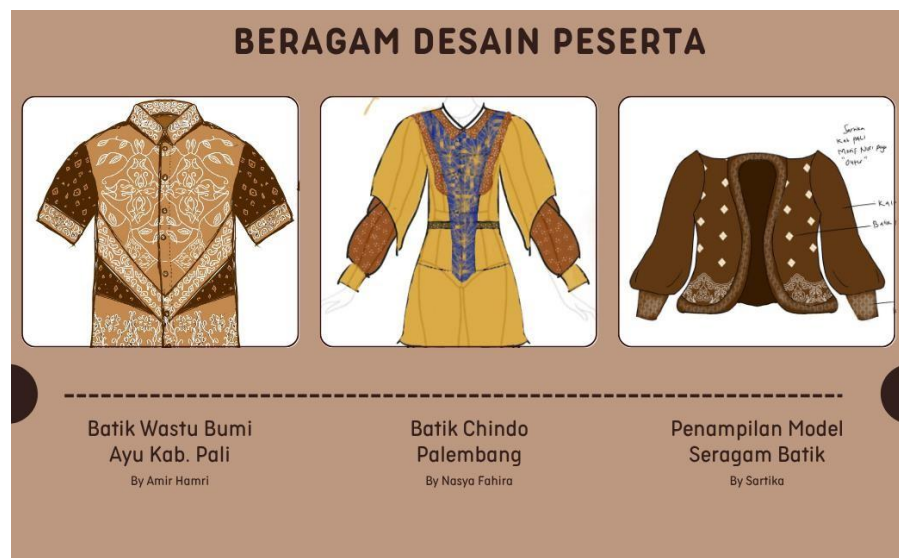 BERAGAM DESAIN PESERTA
Batik Wastu Bumi
Ayu Kab. Pali
By Amir Hamri
Batik Chindo
Palembang
By Nasya Fahira
Penampilan Model
Seragam Batik
By Sartika